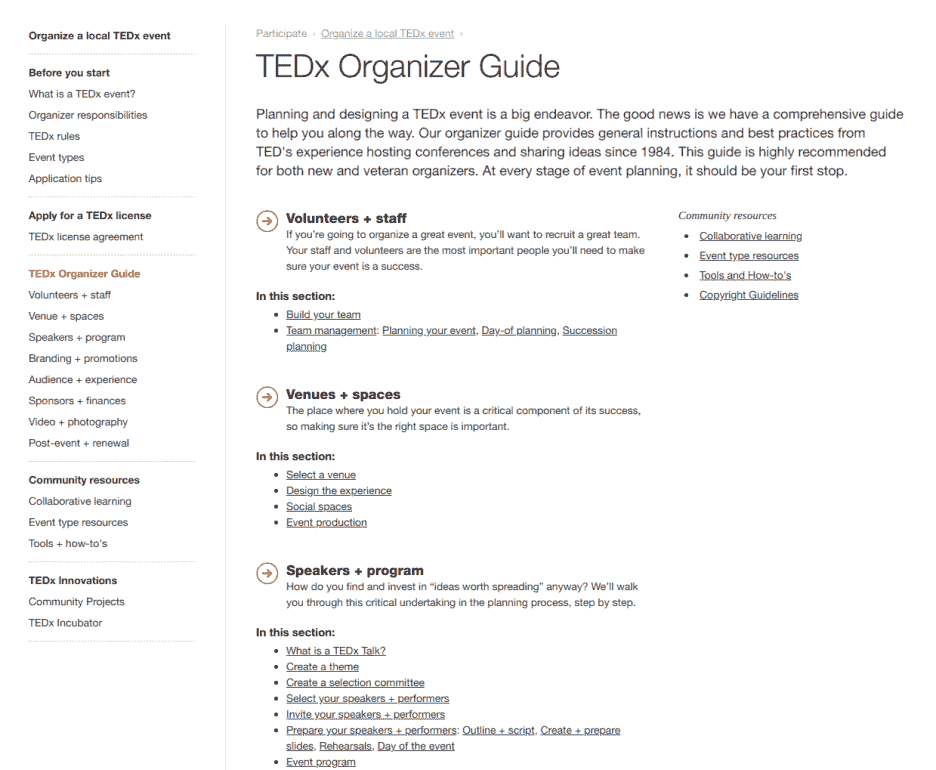 Organize a local TEDx event
Before you start
What is a TEDx event?
Organizer responsibilities
TEDx rules
Event types
Application tips
Apply for a TEDx license
TEDx license agreement
TEDx Organizer Guide
Volunteers + staff
Venue + spaces
Speakers + program
Branding + promotions
Audience + experience
Sponsors + finances
Video + photography
Post-event + renewal
Community resources
Collaborative learning
Event type resources
Tools + how-to's
TEDx Innovations
Community Projects
TEDx Incubator
Participate › Organize a local TEDx event ›
TEDx Organizer Guide
Planning and designing a TEDx event is a big endeavor. The good news is we have a comprehensive guide
to help you along the way. Our organizer guide provides general instructions and best practices from
TED's experience hosting conferences and sharing ideas since 1984. This guide is highly recommended
for both new and veteran organizers. At every stage of event planning, it should be your first stop.
Volunteers + staff
If you're going to organize a great event, you'll want to recruit a great team.
Your staff and volunteers are the most important people you'll need to make
sure your event is a success.
In this section:
• Build your team
• Team management: Planning your event, Day-of planning, Succession
planning
Venues + spaces
The place where you hold your event is a critical component of its success,
so making sure it's the right space is important.
In this section:
• Select a venue
• Design the experience
• Social spaces
• Event production
Speakers + program
How do you find and invest in “ideas worth spreading” anyway? We'll walk
you through this critical undertaking in the planning process, step by step.
In this section:
• What is a TEDx Talk?
• Create a theme
• Create a selection committee
• Select your speakers + performers
• Invite your speakers + performers
• Prepare your speakers + performers: Outline + script, Create + prepare
slides, Rehearsals, Day of the event
• Event program
Community resources
• Collaborative learning
• Event type resources
• Tools and How-to's
• Copyright Guidelines